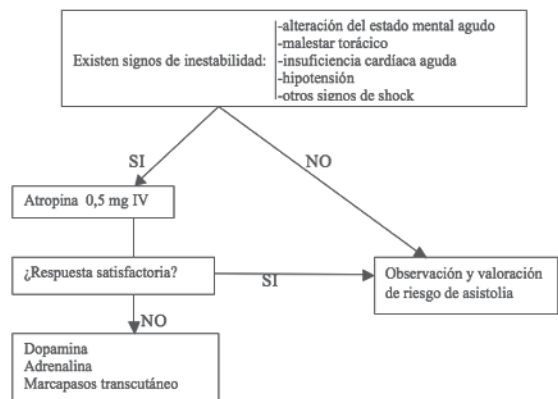 Existen signos de inestabilidad:
-alteración del estado mental agudo
-malestar torácico
-insuficiencia cardíaca aguda
-hipotensión
-otros signos de shock
SI
NO
Atropina 0,5 mg IV
¿Respuesta satisfactoria?
SI
Observación y valoración
de riesgo de asistolia
NO
Dopamina
Adrenalina
Marcapasos transcutáneo